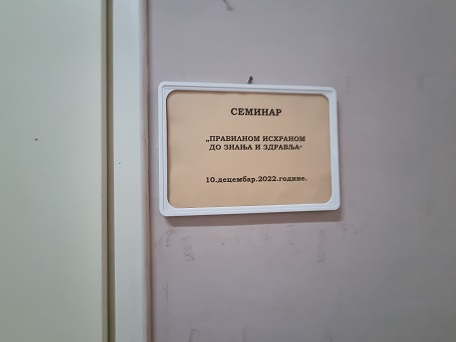 СЕМИНАР
„ПРАВИЛНОМ ИСХРАНОМ
ДО ЗНАЊА И ЗДРАВЉА“
10.децембар.2022.године.